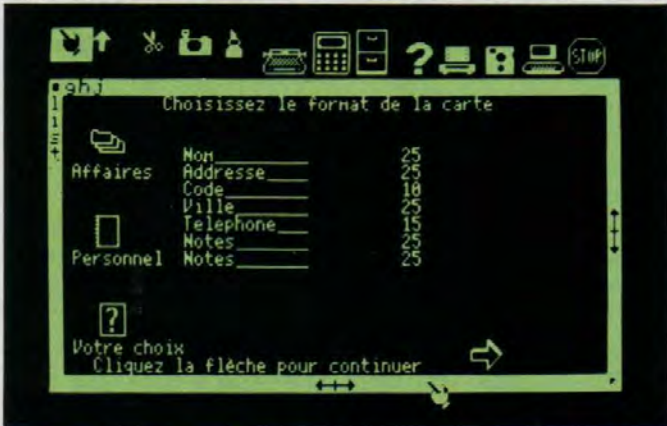 ? STOP
ghj
list
Choisissez le format de la carte
Affaires
Nom 25
Addresse 25
Code 10
Ville 25
Telephone 15
Notes 25
Personnel Notes 25
?
Votre choix
Cliquez la flèche pour continuer